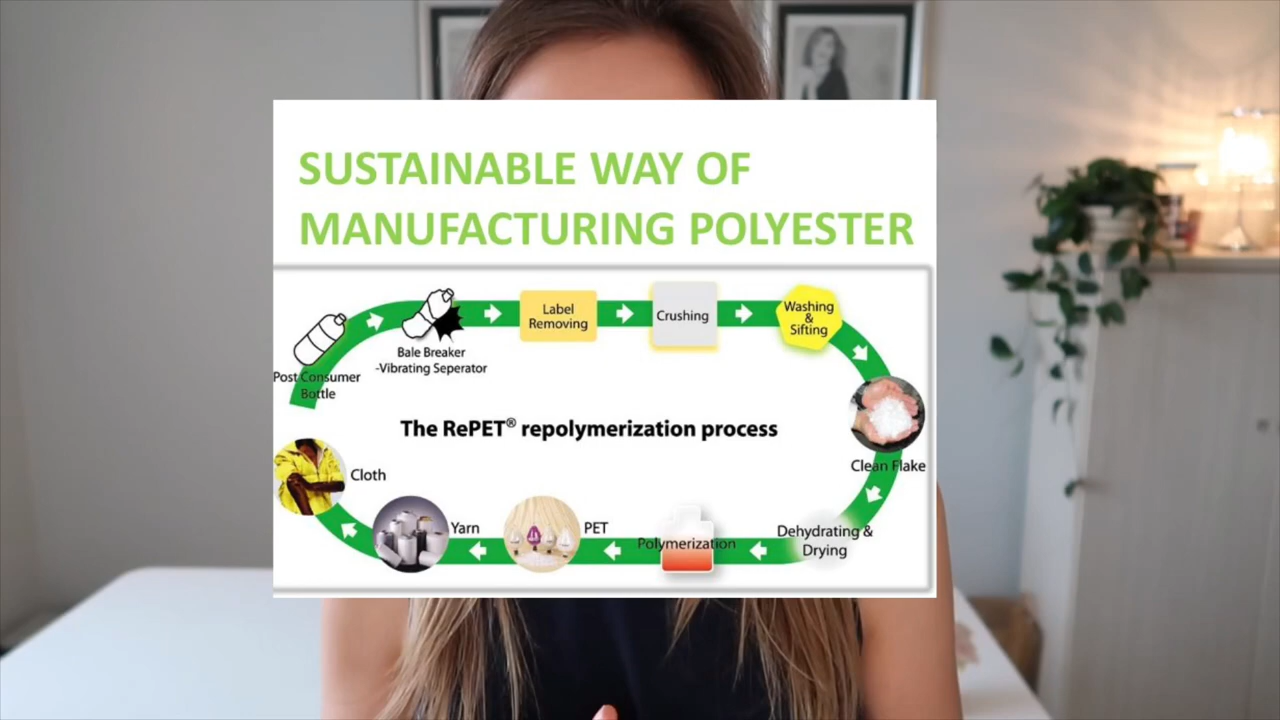 SUSTAINABLE WAY OF
MANUFACTURING POLYESTER
Post Consumer
Bottle
Bale Breaker
-Vibrating Seperator
Label
Removing
Crushing
Washing
&
Sifting
Clean Flake
Dehydrating &
Drying
Polymerization
PET
Yarn
Cloth
The RePET® repolymerization process